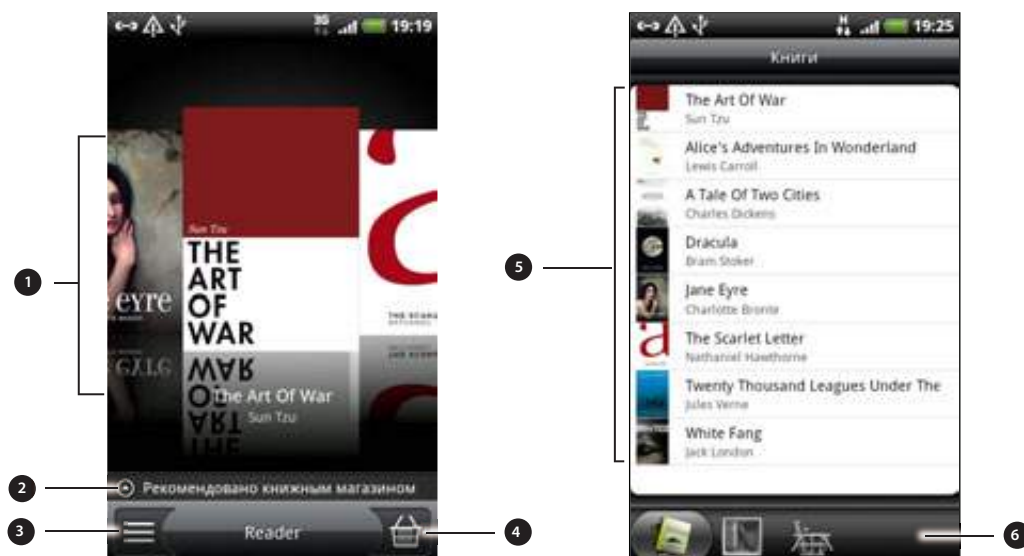 3G 19:19
Sun Tzu
THE
ART
OF
WAR
eyre
The Art Of War
Sun Tzu
Рекомендовано книжным магазином
Reader
1
2
3
4
H 19:25
Книги
The Art Of War
Sun Tzu
Alice's Adventures In Wonderland
Lewis Carroll
A Tale Of Two Cities
Charles Dickens
Dracula
Bram Stoker
Jane Eyre
Charlotte Bronte
The Scarlet Letter
Nathaniel Hawthorne
Twenty Thousand Leagues Under The
Jules Verne
White Fang
Jack London
5
6